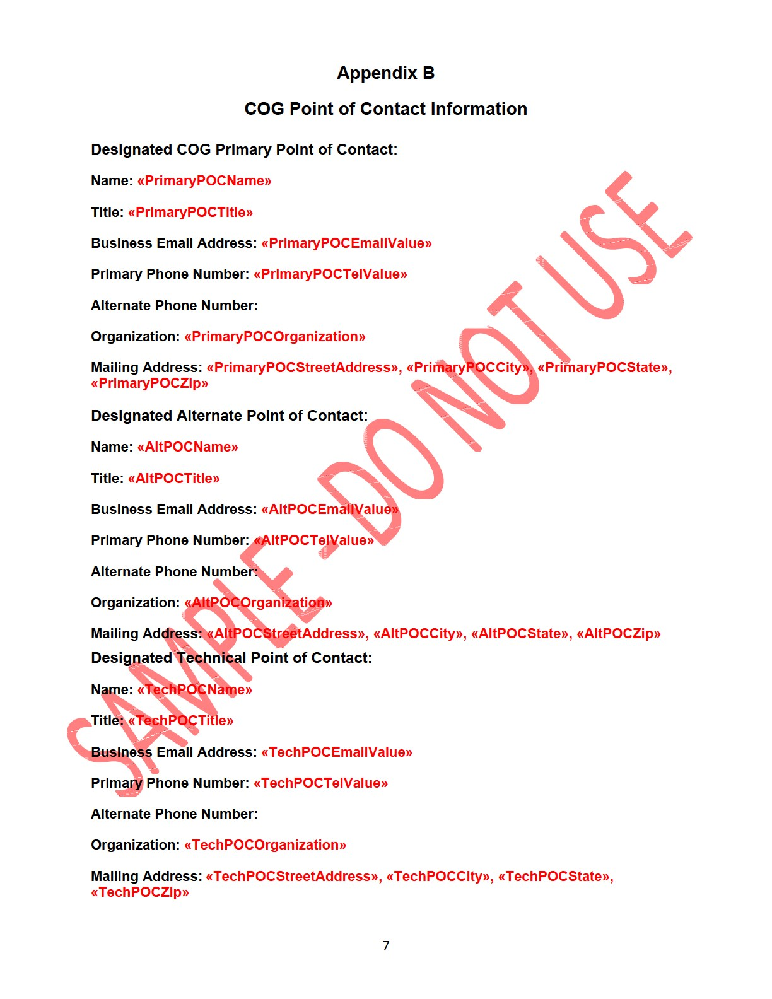 Appendix B
COG Point of Contact Information
Designated COG Primary Point of Contact:
Name: «PrimaryPOCName»
Title: «PrimaryPOCTitle»
Business Email Address: «PrimaryPOCEmailValue»
Primary Phone Number: «PrimaryPOCTelValue»
Alternate Phone Number:
Organization: «PrimaryPOCOrganization»
Mailing Address: «PrimaryPOCStreetAddress», «PrimaryPOCCity», «PrimaryPOCState»,
«PrimaryPOCZip»
Designated Alternate Point of Contact:
Name: «AltPOCName»
Title: «AltPOCTitle»
Business Email Address: «AltPOCEmailValue»
Primary Phone Number: «AltPOCTelValue»
Alternate Phone Number:
Organization: «AltPOCOrganization»
Mailing Address: «AltPOCStreetAddress», «AltPOCCity», «AltPOCState», «AltPOCZip»
Designated Technical Point of Contact:
Name: «TechPOCName»
Title: «TechPOCTitle»
Business Email Address: «TechPOCEmailValue»
Primary Phone Number: «TechPOCTelValue»
Alternate Phone Number:
Organization: «TechPOCOrganization»
Mailing Address: «TechPOCStreetAddress», «TechPOCCity», «TechPOCState»,
«TechPOCZip»
7
SAMPLE - DO NOT USE